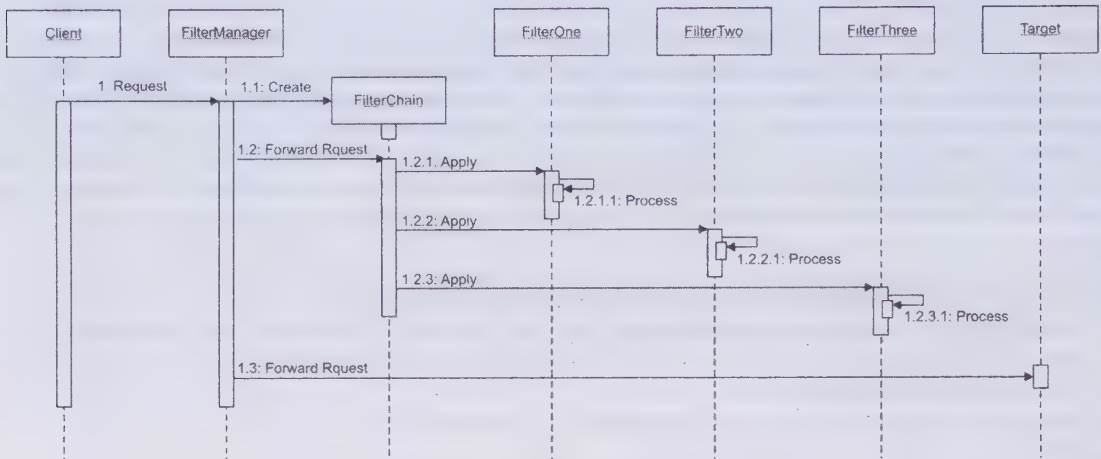 Client
FilterManager
FilterOne
FilterTwo
FilterThree
Target
1 Request
1.1: Create
FilterChain
1.2: Forward Rquest
1.2.1. Apply
1.2.1.1: Process
1.2.2: Apply
1.2.2.1: Process
1 2.3: Apply
1.2.3.1: Process
1.3: Forward Rquest